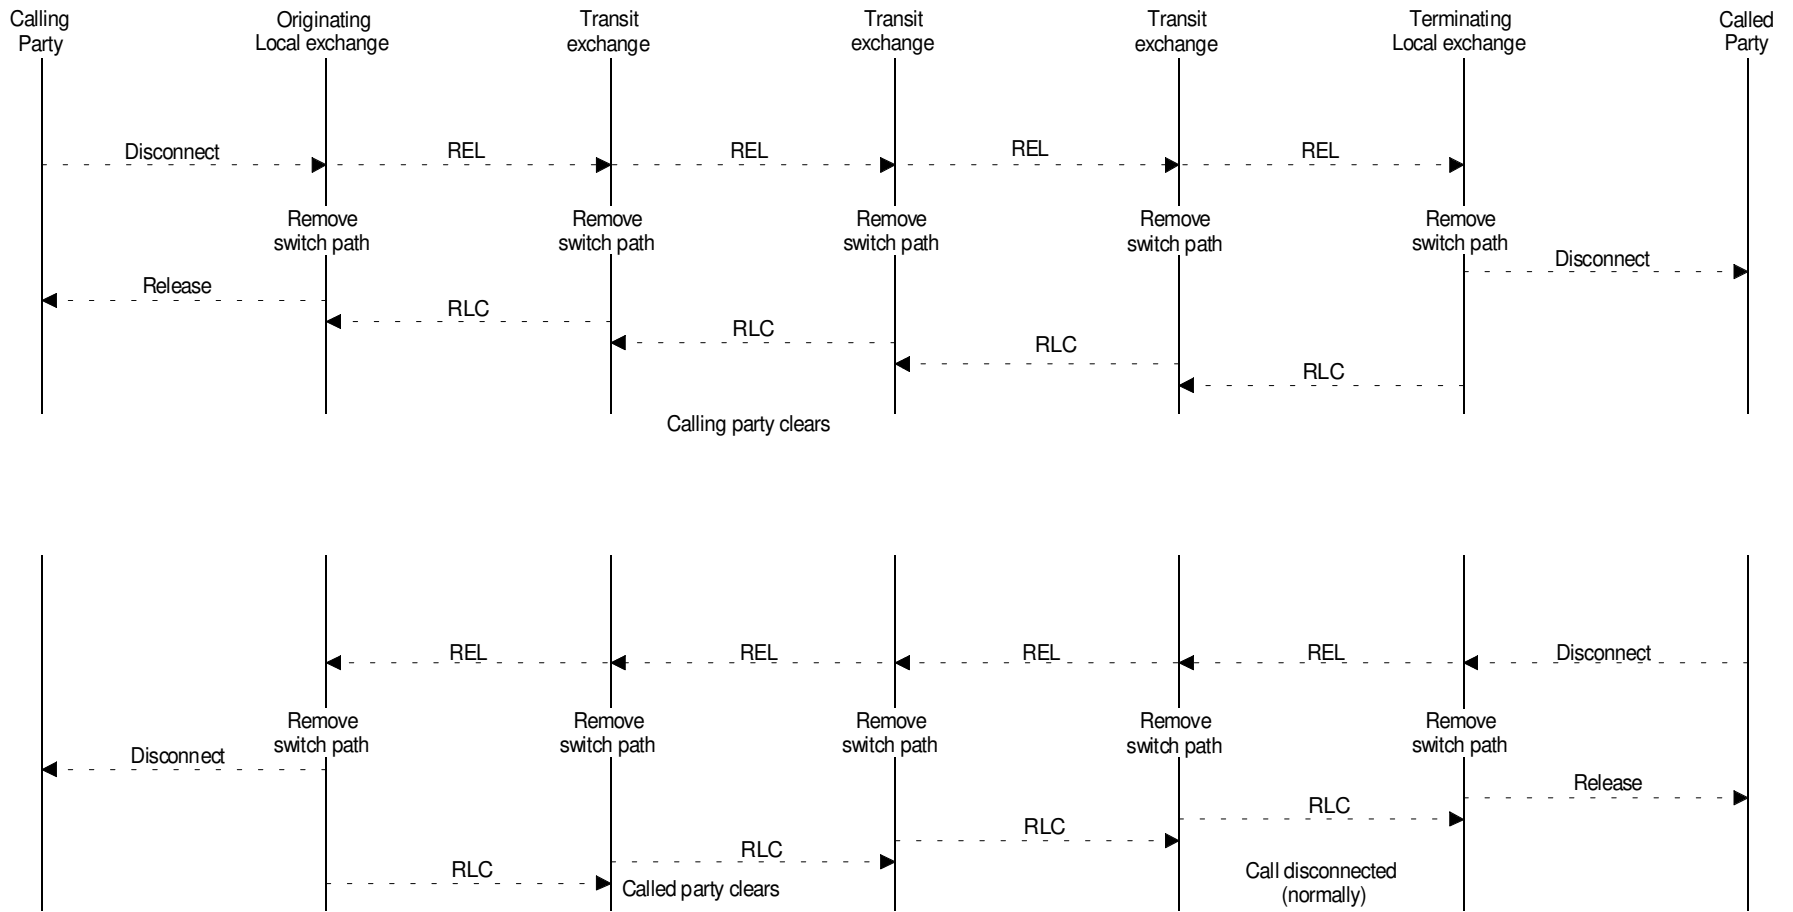 Calling
Party
Originating
Local exchange
Transit
exchange
Transit
exchange
Transit
exchange
Terminating
Local exchange
Called
Party
Disconnect
REL
REL
REL
REL
Remove
switch path
Remove
switch path
Remove
switch path
Remove
switch path
Remove
switch path
Disconnect
Release
RLC
RLC
RLC
RLC
Calling party clears
REL
REL
REL
REL
Disconnect
Remove
switch path
Remove
switch path
Remove
switch path
Remove
switch path
Remove
switch path
Disconnect
Release
RLC
RLC
RLC
RLC
Called party clears
Call disconnected
(normally)